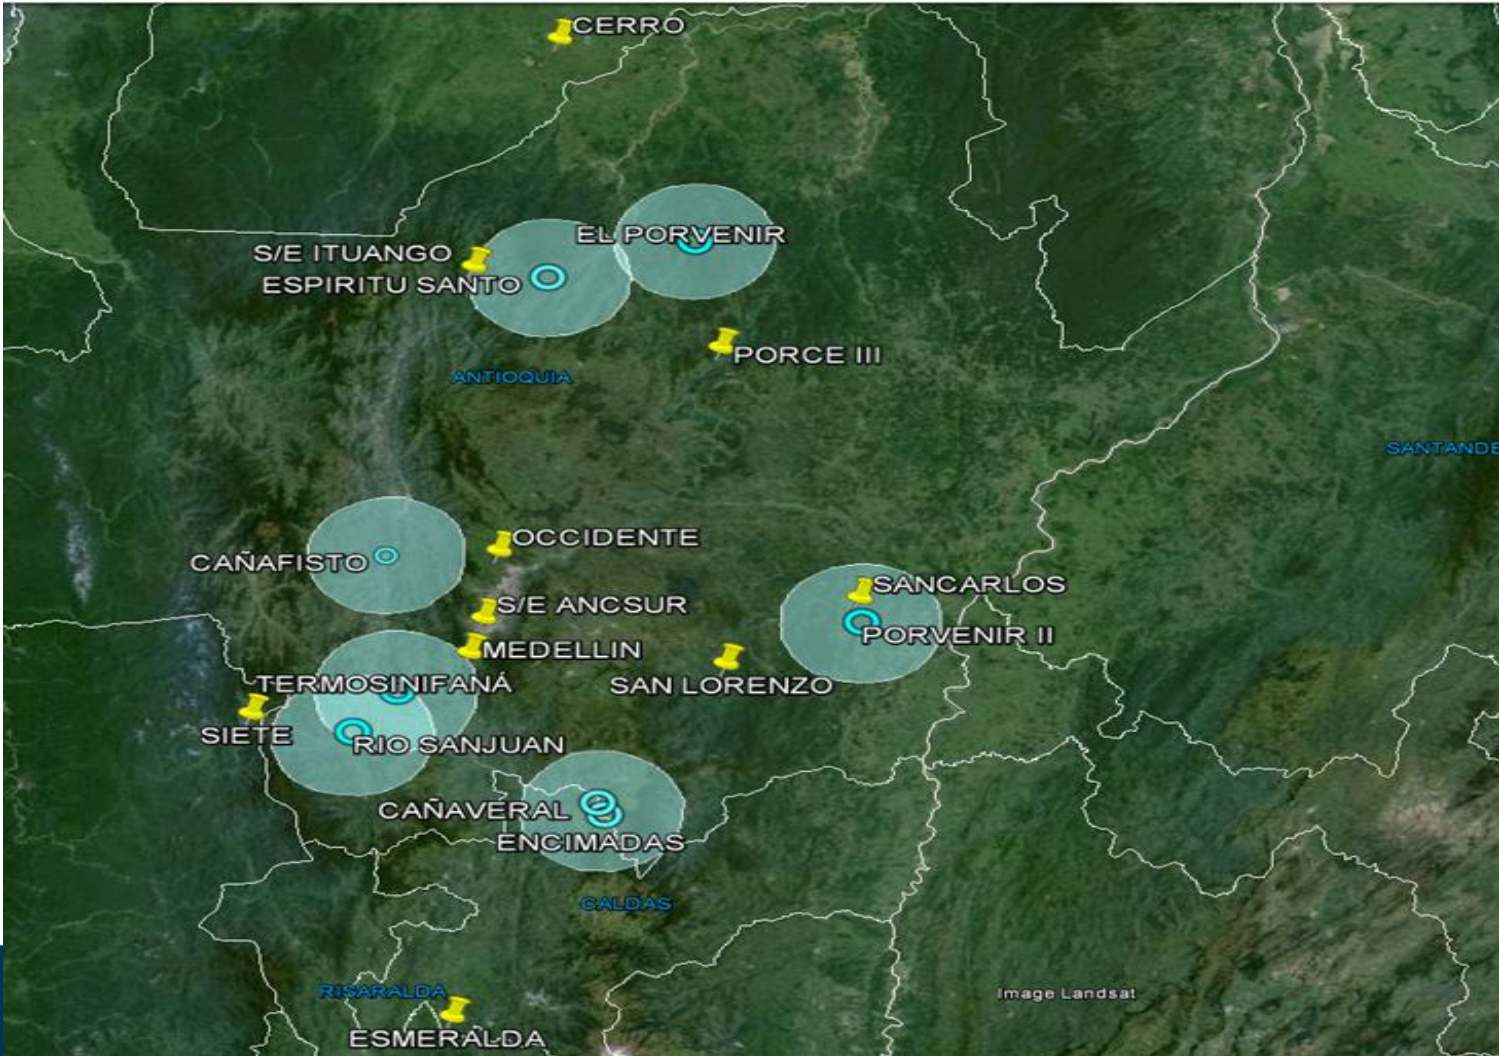 CERRO
EL PORVENIR
S/E ITUANGO
ESPIRITU SANTO
PORCE III
ANTIOQUIA
SANTANDE
OCCIDENTE
CAÑAFISTO
SANCARLOS
S/E ANCSUR
PORVENIR II
MEDELLIN
TERMOSINIFANÁ
SAN LORENZO
SIETE
RIO SANJUAN
CAÑAVERAL
ENCIMADAS
CALDAS
RISARALDA
Image Landsat
ESMERALDA